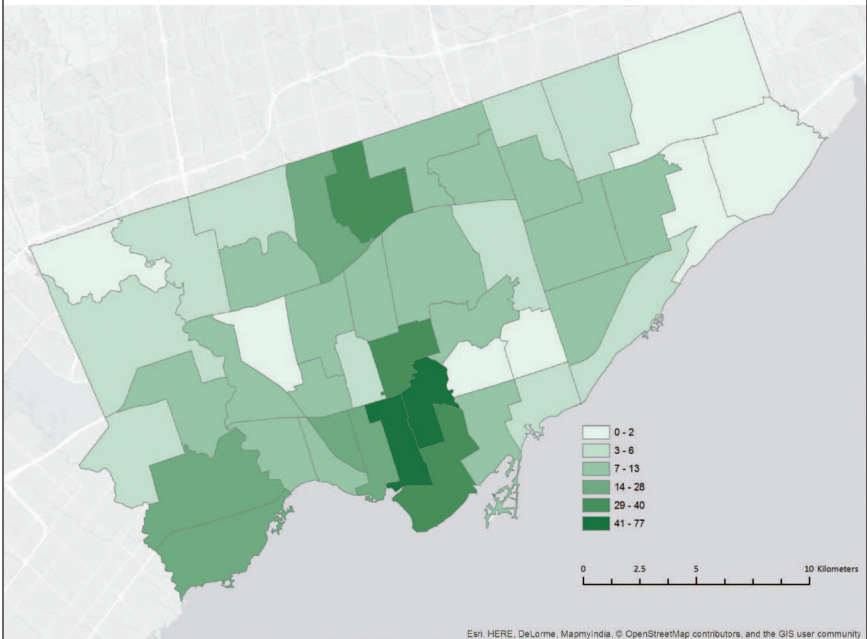 0 - 2
3 - 6
7 - 13
14 - 28
29 - 40
41 - 77
0 2.5 5 10 Kilometers
Esri, HERE, DeLorme, MapmyIndia, © OpenStreetMap contributors, and the GIS user community